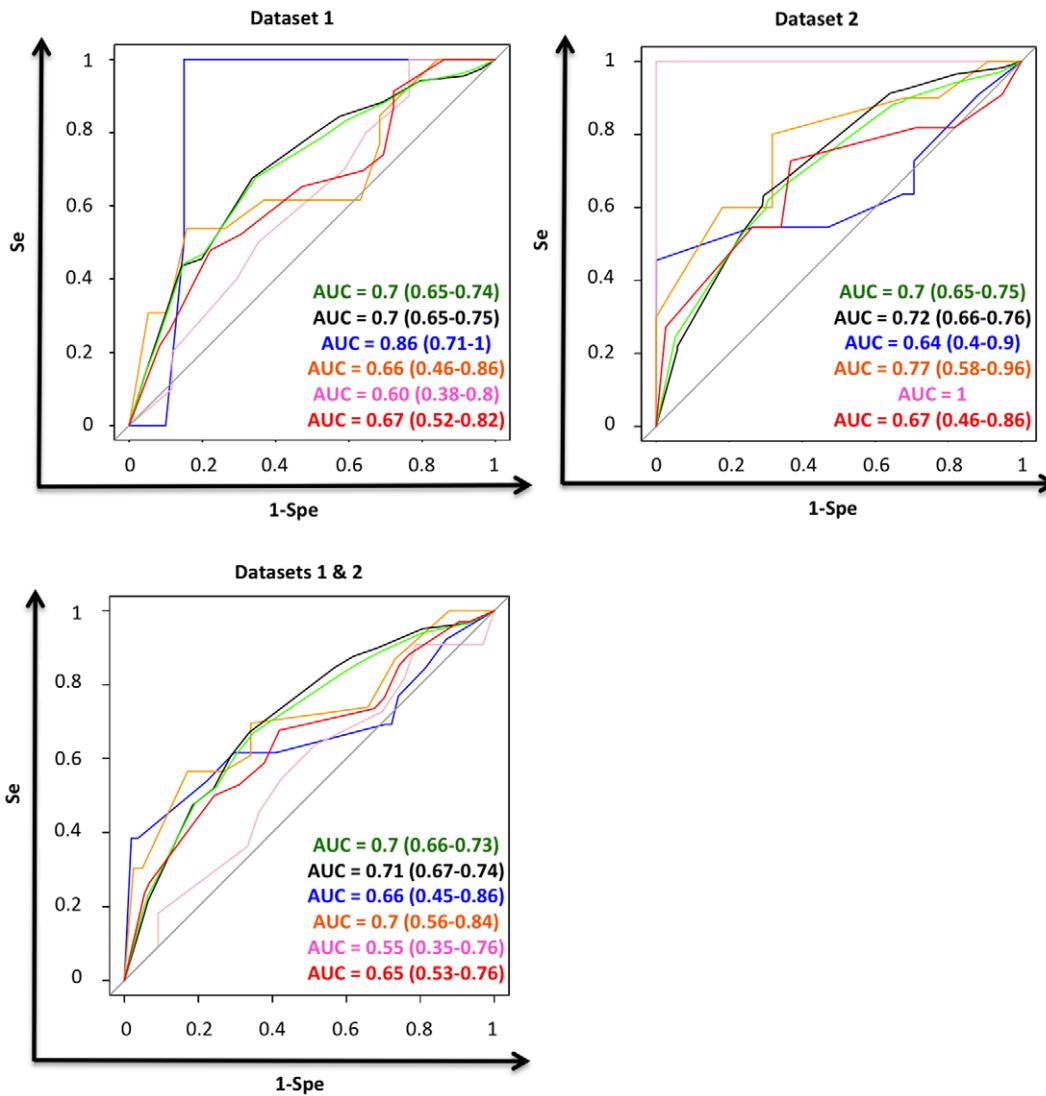 Dataset 1
1
0.8
0.6
0.4
0.2
0
Se
AUC = 0.7 (0.65-0.74)
AUC = 0.7 (0.65-0.75)
AUC = 0.86 (0.71-1)
AUC = 0.66 (0.46-0.86)
AUC = 0.60 (0.38-0.8)
AUC = 0.67 (0.52-0.82)
0 0.2 0.4 0.6 0.8 1
1-Spe
Dataset 2
1
0.8
0.6
0.4
0.2
0
Se
AUC = 0.7 (0.65-0.75)
AUC = 0.72 (0.66-0.76)
AUC = 0.64 (0.4-0.9)
AUC = 0.77 (0.58-0.96)
AUC = 1
AUC = 0.67 (0.46-0.86)
0 0.2 0.4 0.6 0.8 1
1-Spe
Datasets 1 & 2
1
0.8
0.6
0.4
0.2
0
Se
AUC = 0.7 (0.66-0.73)
AUC = 0.71 (0.67-0.74)
AUC = 0.66 (0.45-0.86)
AUC = 0.7 (0.56-0.84)
AUC = 0.55 (0.35-0.76)
AUC = 0.65 (0.53-0.76)
0 0.2 0.4 0.6 0.8 1
1-Spe